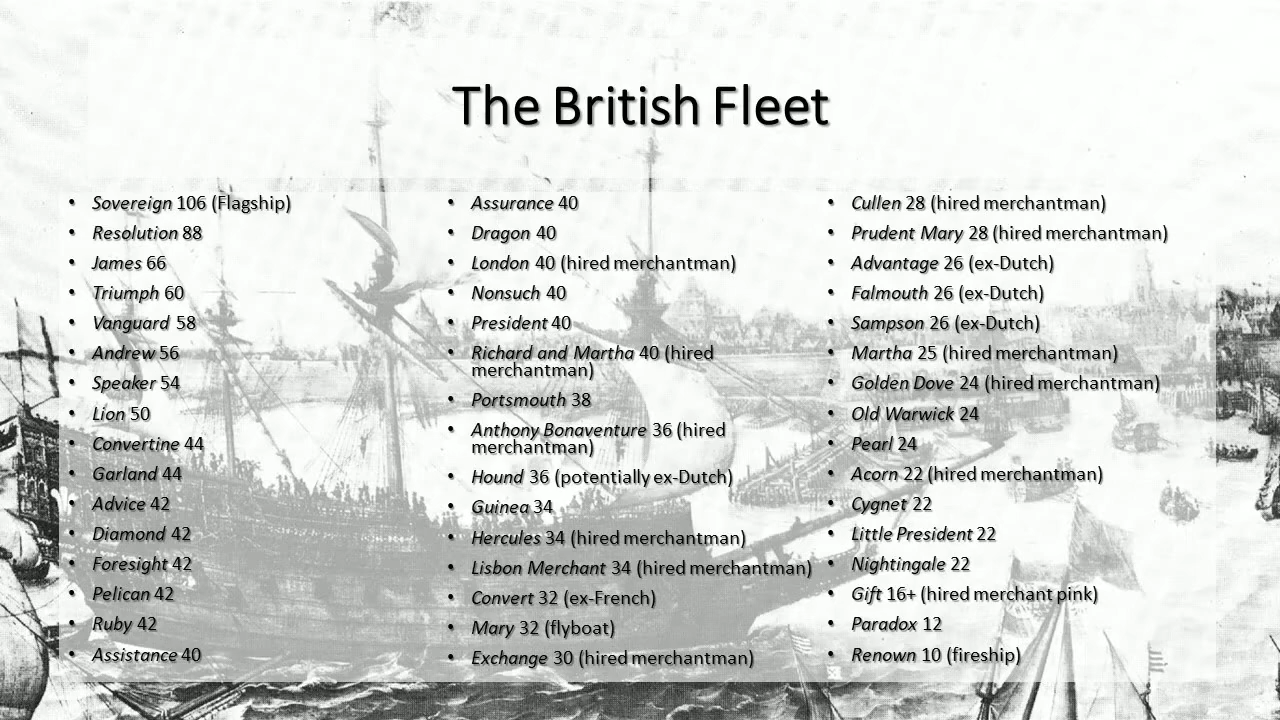 The British Fleet
• Sovereign 106 (Flagship)
• Resolution 88
• James 66
• Triumph 60
• Vanguard 58
• Andrew 56
• Speaker 54
• Lion 50
• Convertine 44
• Garland 44
• Advice 42
• Diamond 42
• Foresight 42
• Pelican 42
• Ruby 42
• Assistance 40
• Assurance 40
• Dragon 40
• London 40 (hired merchantman)
• Nonsuch 40
• President 40
• Richard and Martha 40 (hired
merchantman)
• Portsmouth 38
• Anthony Bonaventure 36 (hired
merchantman)
• Hound 36 (potentially ex-Dutch)
• Guinea 34
• Hercules 34 (hired merchantman)
• Lisbon Merchant 34 (hired merchantman)
• Convert 32 (ex-French)
• Mary 32 (flyboat)
• Exchange 30 (hired merchantman)
• Cullen 28 (hired merchantman)
• Prudent Mary 28 (hired merchantman)
• Advantage 26 (ex-Dutch)
• Falmouth 26 (ex-Dutch)
• Sampson 26 (ex-Dutch)
• Martha 25 (hired merchantman)
• Golden Dove 24 (hired merchantman)
• Old Warwick 24
• Pearl 24
• Acorn 22 (hired merchantman)
• Cygnet 22
• Little President 22
• Nightingale 22
• Gift 16+ (hired merchant pink)
• Paradox 12
• Renown 10 (fireship)